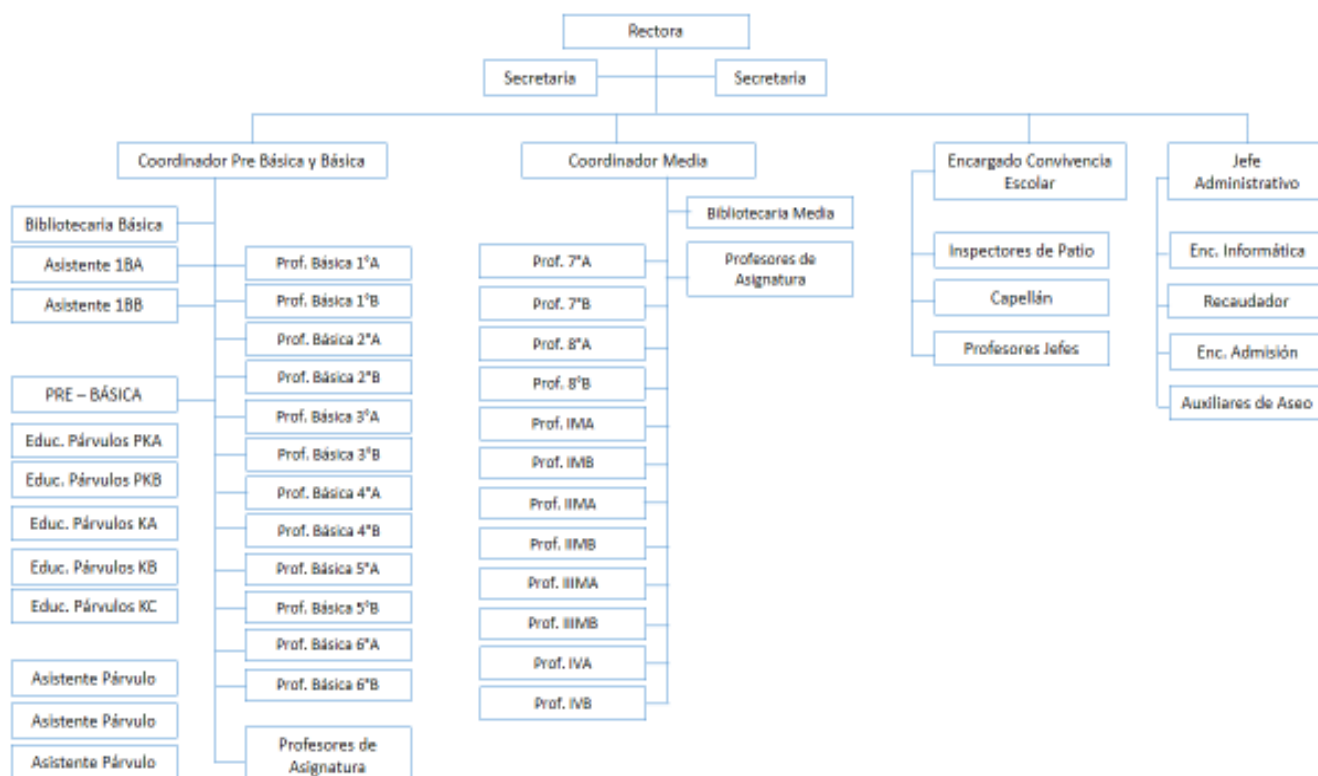 Rectora
Secretaria
Secretaria
Coordinador Pre Básica y Básica
Coordinador Media
Encargado Convivencia
Escolar
Jefe
Administrativo
Bibliotecaria Básica
Asistente 1BA
Asistente 1BB
PRE – BÁSICA
Educ. Párvulos PKA
Educ. Párvulos PKB
Educ. Párvulos KA
Educ. Párvulos KB
Educ. Párvulos KC
Asistente Párvulo
Asistente Párvulo
Asistente Párvulo
Prof. Básica 1°A
Prof. Básica 1°B
Prof. Básica 2°A
Prof. Básica 2°B
Prof. Básica 3°A
Prof. Básica 3°B
Prof. Básica 4°A
Prof. Básica 4°B
Prof. Básica 5°A
Prof. Básica 5°B
Prof. Básica 6°A
Prof. Básica 6°B
Profesores de
Asignatura
Bibliotecaria Media
Profesores de
Asignatura
Prof. 7°A
Prof. 7°B
Prof. 8°A
Prof. 8°B
Prof. IMA
Prof. IMB
Prof. IIMA
Prof. IIMB
Prof. IIIMA
Prof. IIIMB
Prof. IVA
Prof. IVB
Inspectores de Patio
Capellán
Profesores Jefes
Enc. Informática
Recaudador
Enc. Admisión
Auxiliares de Aseo